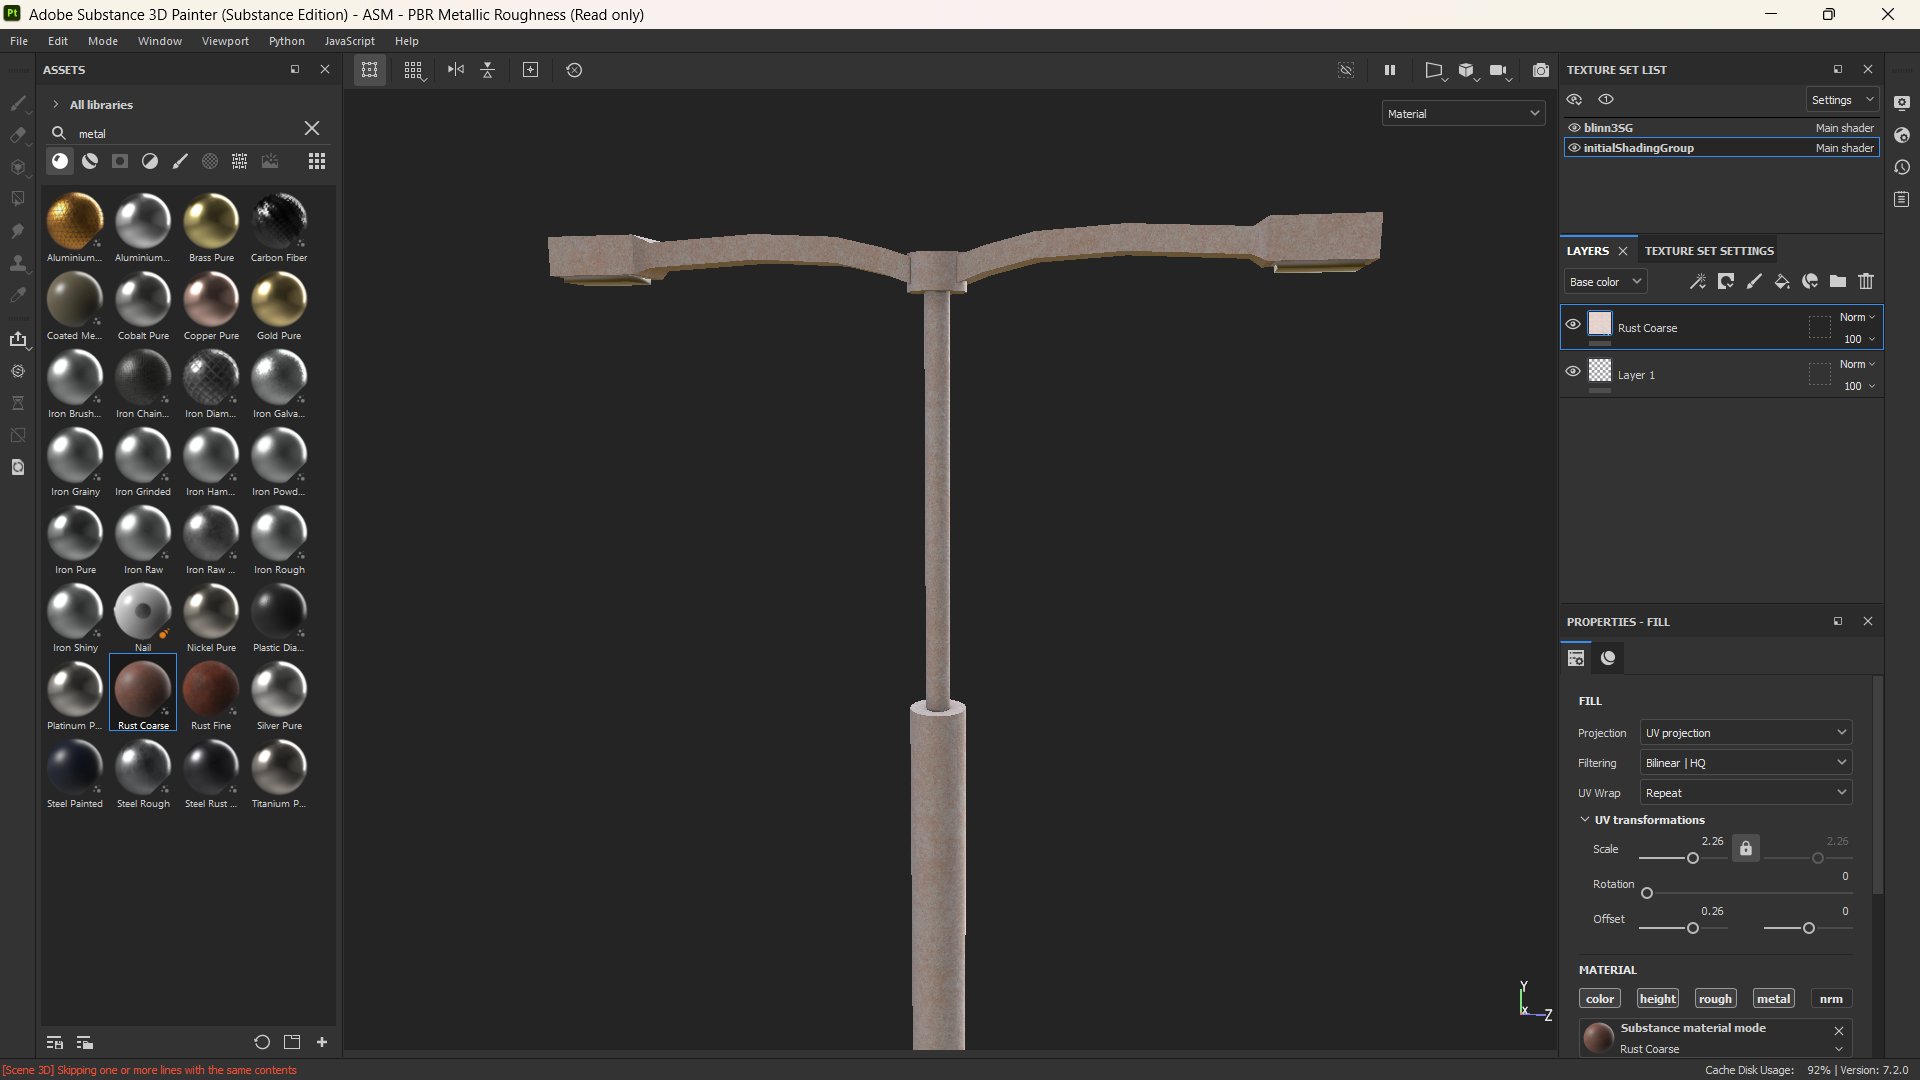 Pt Adobe Substance 3D Painter (Substance Edition) - ASM - PBR Metallic Roughness (Read only)
File Edit Mode Window Viewport Python JavaScript Help
ASSETS
All libraries
metal
Aluminium... Aluminium... Brass Pure Carbon Fiber
Coated Me... Cobalt Pure Copper Pure Gold Pure
Iron Brush... Iron Chain... Iron Diam... Iron Galva...
Iron Grainy Iron Grinded Iron Ham... Iron Powd...
Iron Pure Iron Raw Iron Raw ... Iron Rough
Iron Shiny Nail Nickel Pure Plastic Dia...
Platinum P... Rust Coarse Rust Fine Silver Pure
Steel Painted Steel Rough Steel Rust ... Titanium P...
Material
Y
X
Z
TEXTURE SET LIST
Settings
blinn3SG Main shader
initialShadingGroup Main shader
LAYERS TEXTURE SET SETTINGS
Base color
Rust Coarse Norm
100
Layer 1 Norm
100
PROPERTIES - FILL
FILL
Projection UV projection
Filtering Bilinear | HQ
UV Wrap Repeat
UV transformations
Scale 2.26 2.26
Rotation 0
Offset 0.26 0
MATERIAL
color height rough metal nrm
Substance material mode
Rust Coarse
[Scene 3D] Skipping one or more lines with the same contents
Cache Disk Usage: 92% | Version: 7.2.0